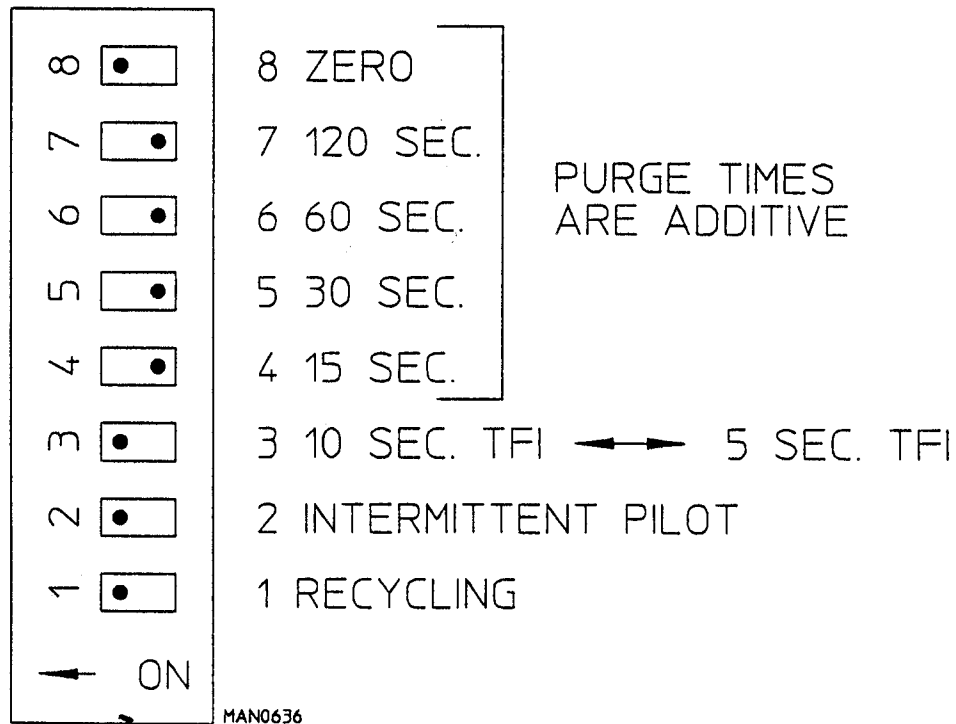 8 8 ZERO
7 7 120 SEC.
6 6 60 SEC.
5 5 30 SEC.
4 4 15 SEC.
PURGE TIMES
ARE ADDITIVE
3 3 10 SEC. TFI 5 SEC. TFI
2 2 INTERMITTENT PILOT
1 1 RECYCLING
ON
MAN0636